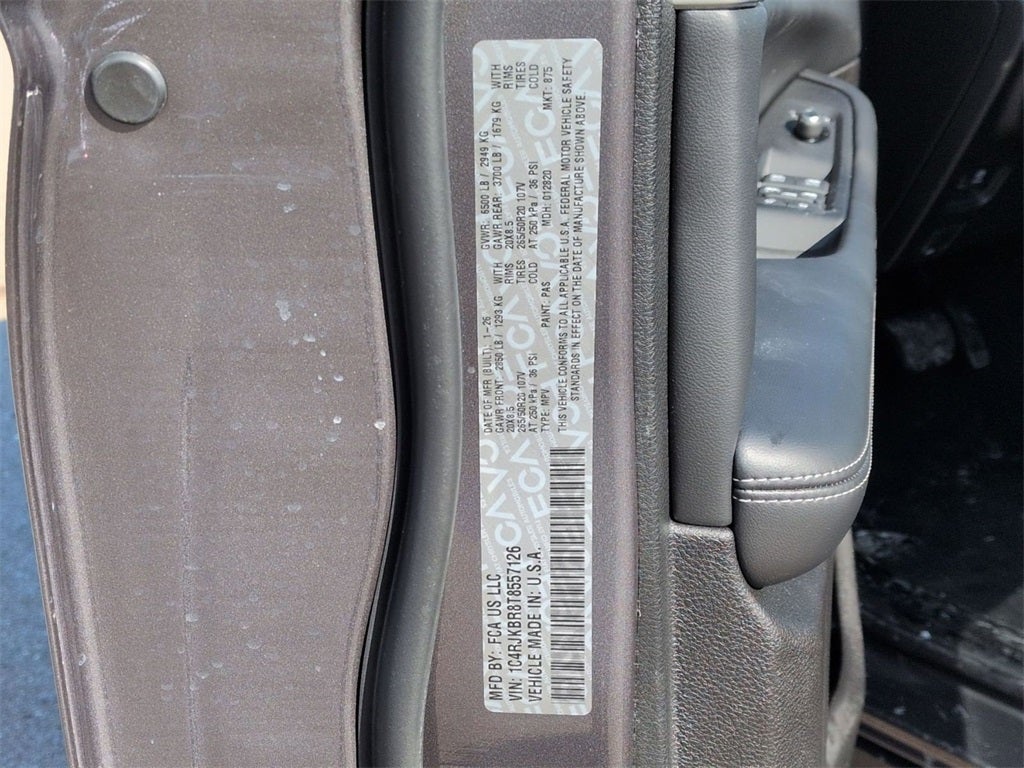 MFD BY: FCA US LLC
VIN: 1C4RJKBR8T8557126
VEHICLE MADE IN: U.S.A.
DATE OF MFR (BUILT): 1-26 GVWR: 6500 LB / 2949 KG
GAWR FRONT: 2850 LB / 1293 KG WITH GAWR REAR: 3700 LB / 1679 KG WITH
20X8.5 RIMS 20X8.5 RIMS
265/50R20 107V TIRES 265/50R20 107V TIRES
AT 250 kPa / 36 PSI COLD AT 250 kPa / 36 PSI COLD
TYPE: MPV PAINT: PAS MDH: 012820 MKT: 875
THIS VEHICLE CONFORMS TO ALL APPLICABLE U.S.A. FEDERAL MOTOR VEHICLE SAFETY
STANDARDS IN EFFECT ON THE DATE OF MANUFACTURE SHOWN ABOVE.